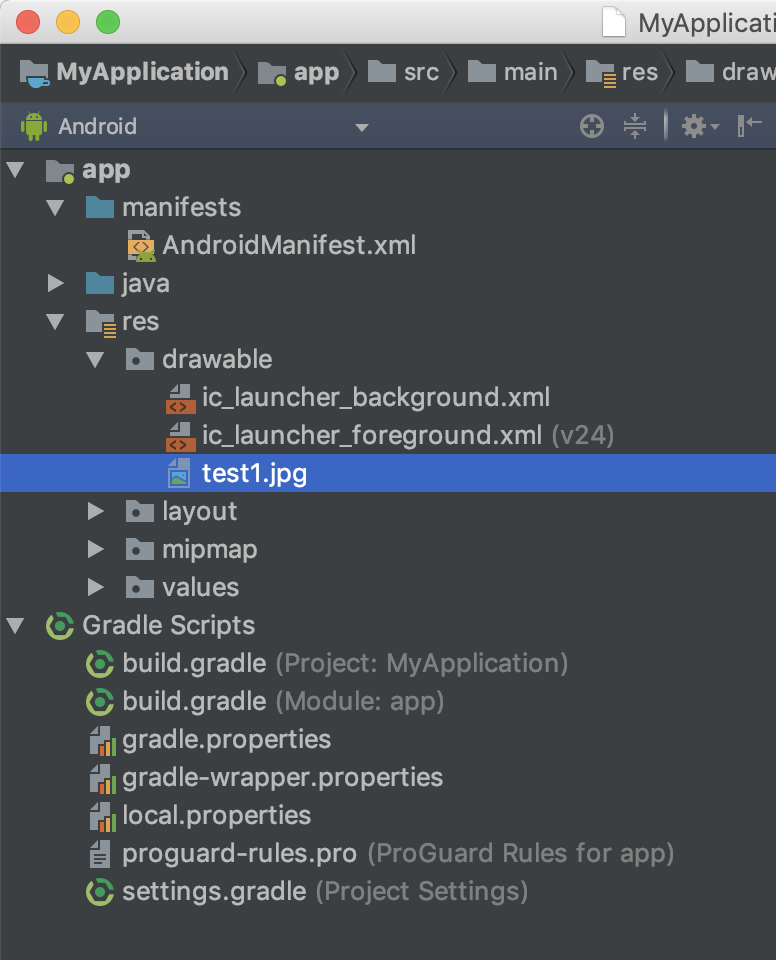 MyApplicati
MyApplication app src main res draw
Android
app
manifests
AndroidManifest.xml
java
res
drawable
ic_launcher_background.xml
ic_launcher_foreground.xml (v24)
test1.jpg
layout
mipmap
values
Gradle Scripts
build.gradle (Project: MyApplication)
build.gradle (Module: app)
gradle.properties
gradle-wrapper.properties
local.properties
proguard-rules.pro (ProGuard Rules for app)
settings.gradle (Project Settings)